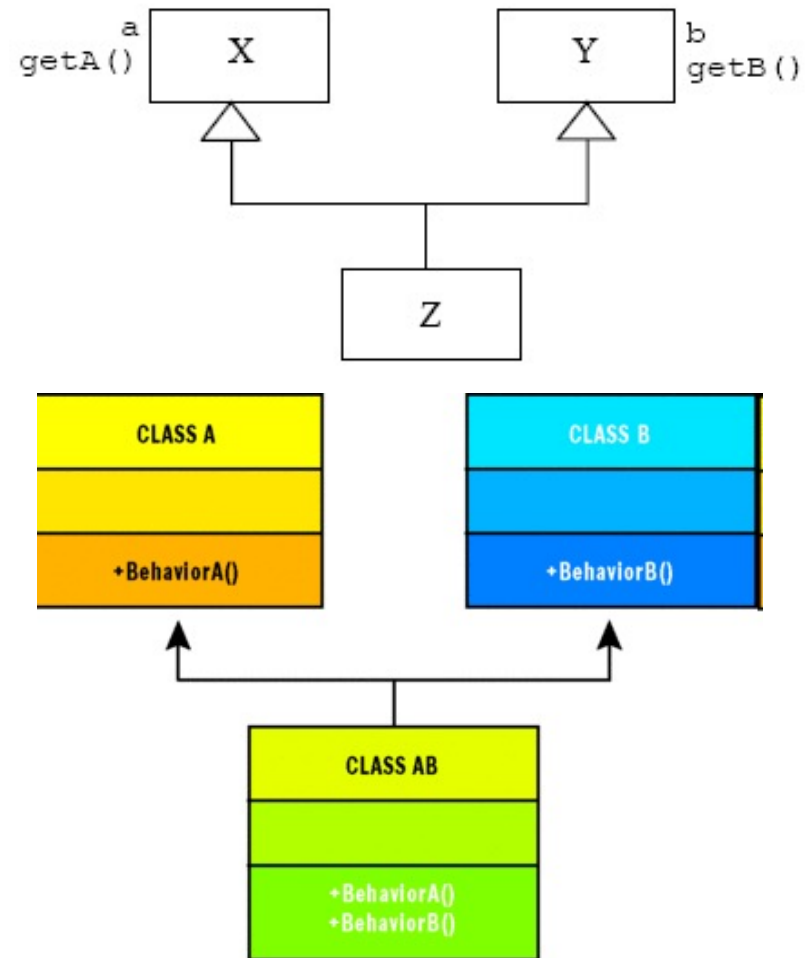 a
getA()
X
Y
b
getB()
Z
CLASS A
CLASS B
+BehaviorA()
+BehaviorB()
CLASS AB
+BehaviorA()
+BehaviorB()